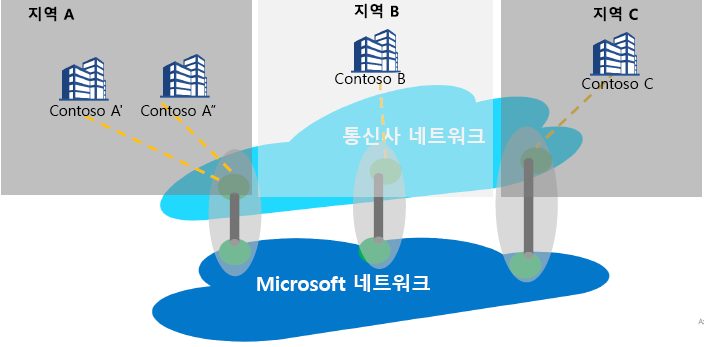 지역 A
지역 B
지역 C
Contoso A'
Contoso A”
Contoso B
Contoso C
통신사 네트워크
Microsoft 네트워크